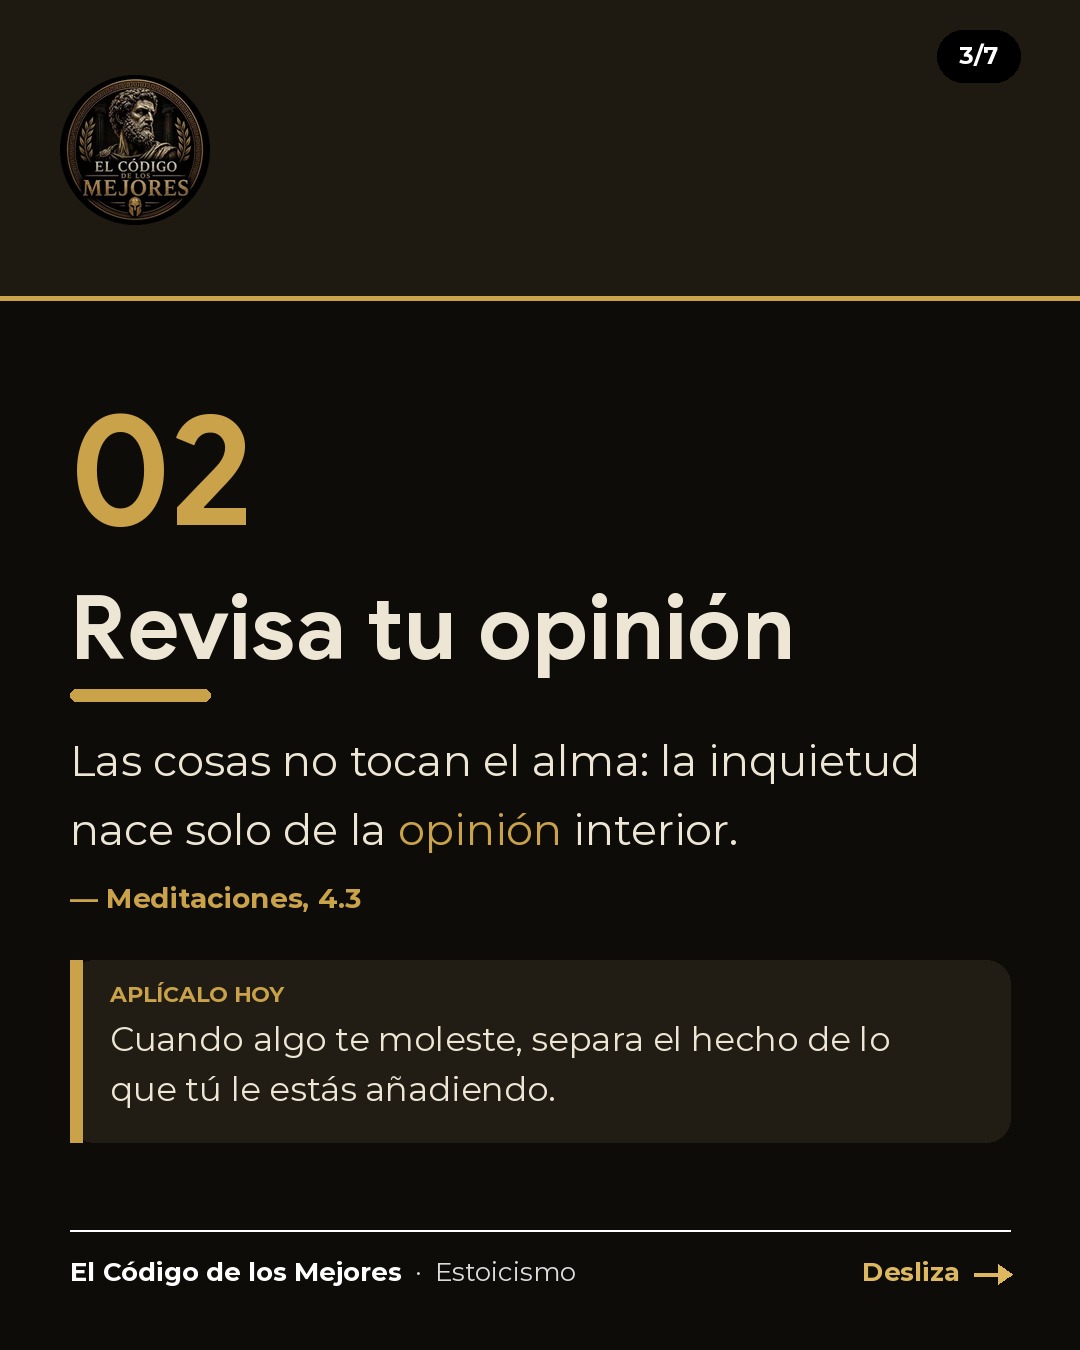 3/7
EL CÓDIGO
DE LOS
MEJORES
02
Revisa tu opinión
Las cosas no tocan el alma: la inquietud
nace solo de la opinión interior.
— Meditaciones, 4.3
APLÍCALO HOY
Cuando algo te moleste, separa el hecho de lo
que tú le estás añadiendo.
El Código de los Mejores · Estoicismo
Desliza